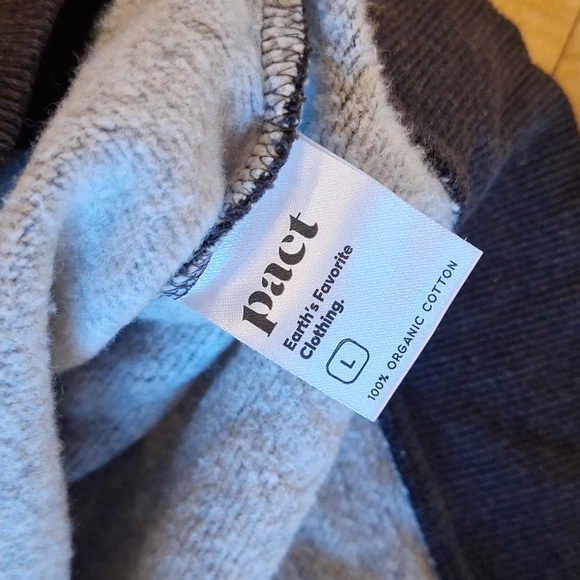 pact
Earth's Favorite
Clothing.
L
100% ORGANIC COTTON